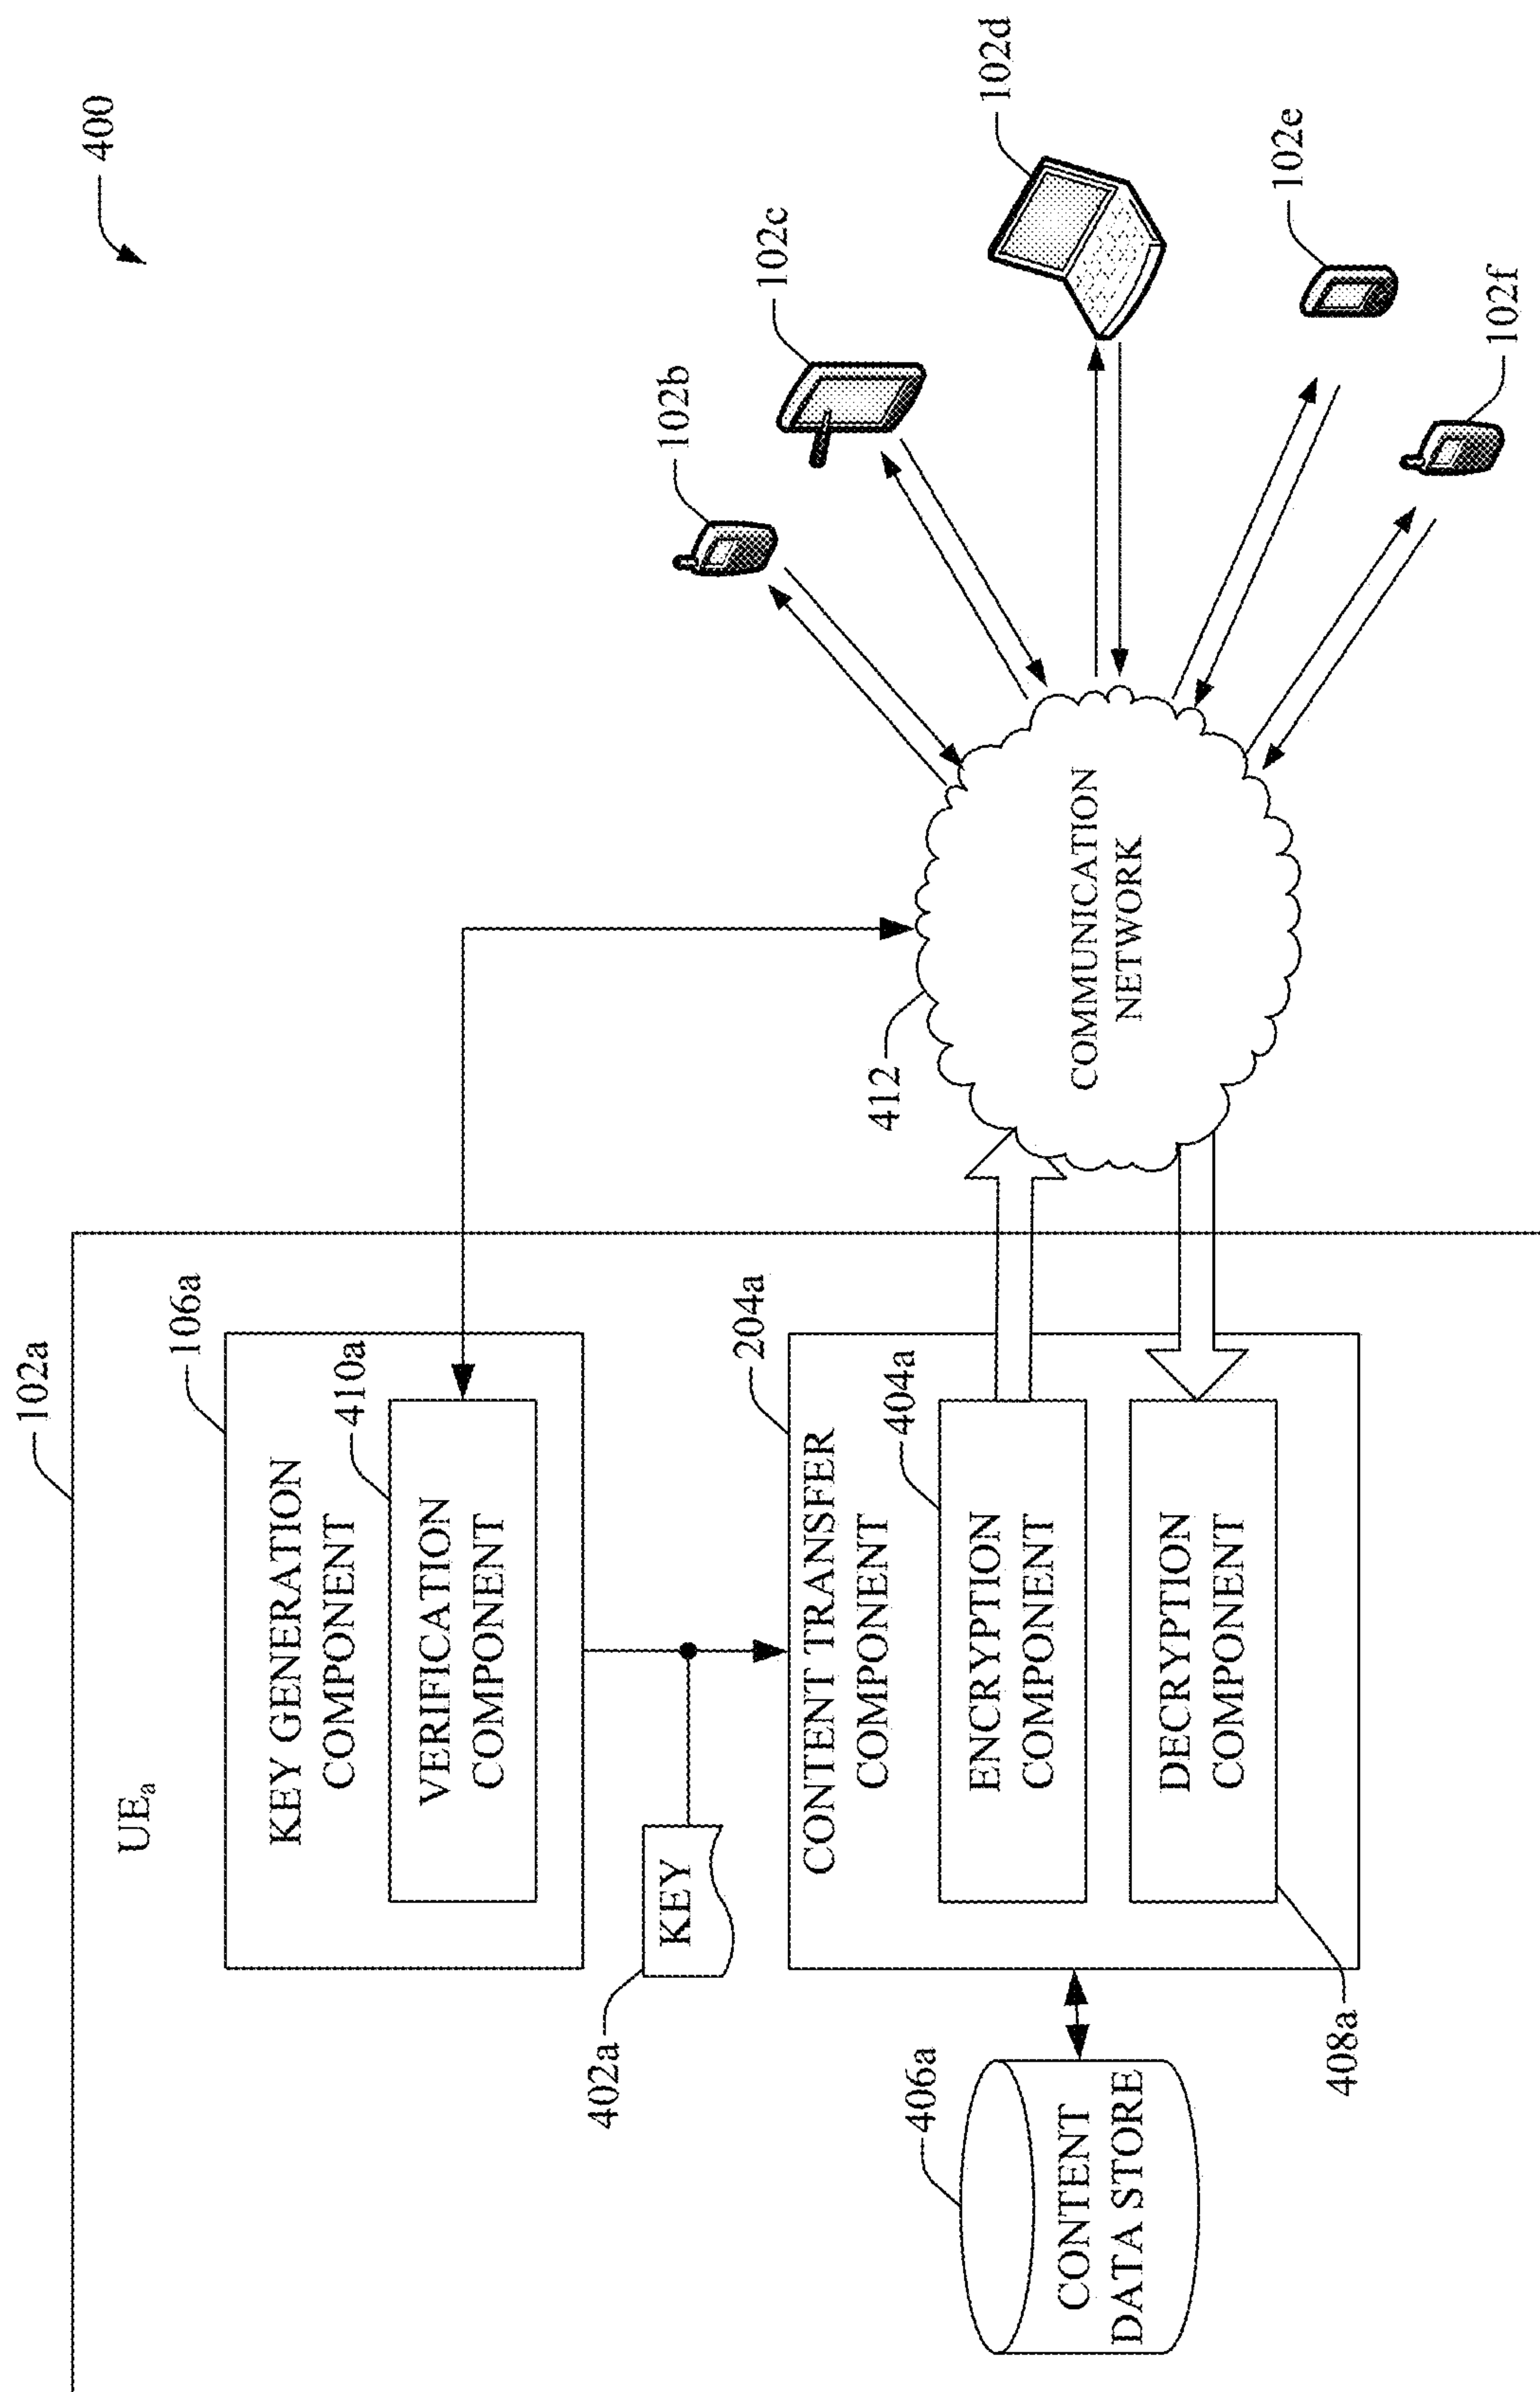 400
102a
UEa
106a
KEY GENERATION
COMPONENT
410a
VERIFICATION
COMPONENT
402a
KEY
204a
CONTENT TRANSFER
COMPONENT
404a
ENCRYPTION
COMPONENT
DECRYPTION
COMPONENT
408a
406a
CONTENT
DATA STORE
412
COMMUNICATION
NETWORK
102b
102c
102d
102e
102f